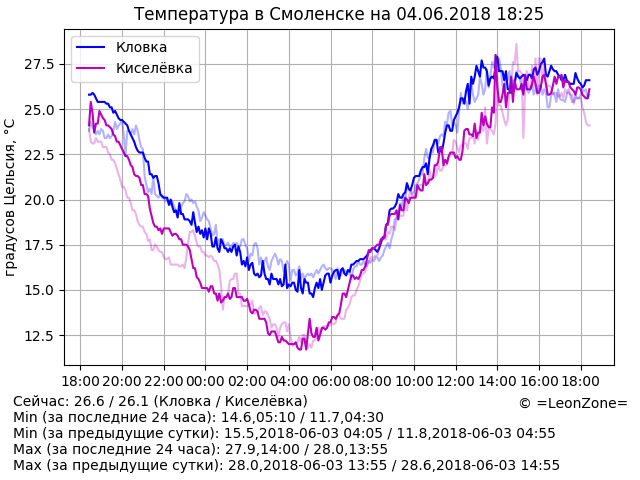 Температура в Смоленске на 04.06.2018 18:25
Кловка
Киселёвка
градусов Цельсия, °C
27.5
25.0
22.5
20.0
17.5
15.0
12.5
18:00 20:00 22:00 00:00 02:00 04:00 06:00 08:00 10:00 12:00 14:00 16:00 18:00
Сейчас: 26.6 / 26.1 (Кловка / Киселёвка)
© =LeonZone=
Min (за последние 24 часа): 14.6,05:10 / 11.7,04:30
Min (за предыдущие сутки): 15.5,2018-06-03 04:05 / 11.8,2018-06-03 04:55
Max (за последние 24 часа): 27.9,14:00 / 28.0,13:55
Max (за предыдущие сутки): 28.0,2018-06-03 13:55 / 28.6,2018-06-03 14:55